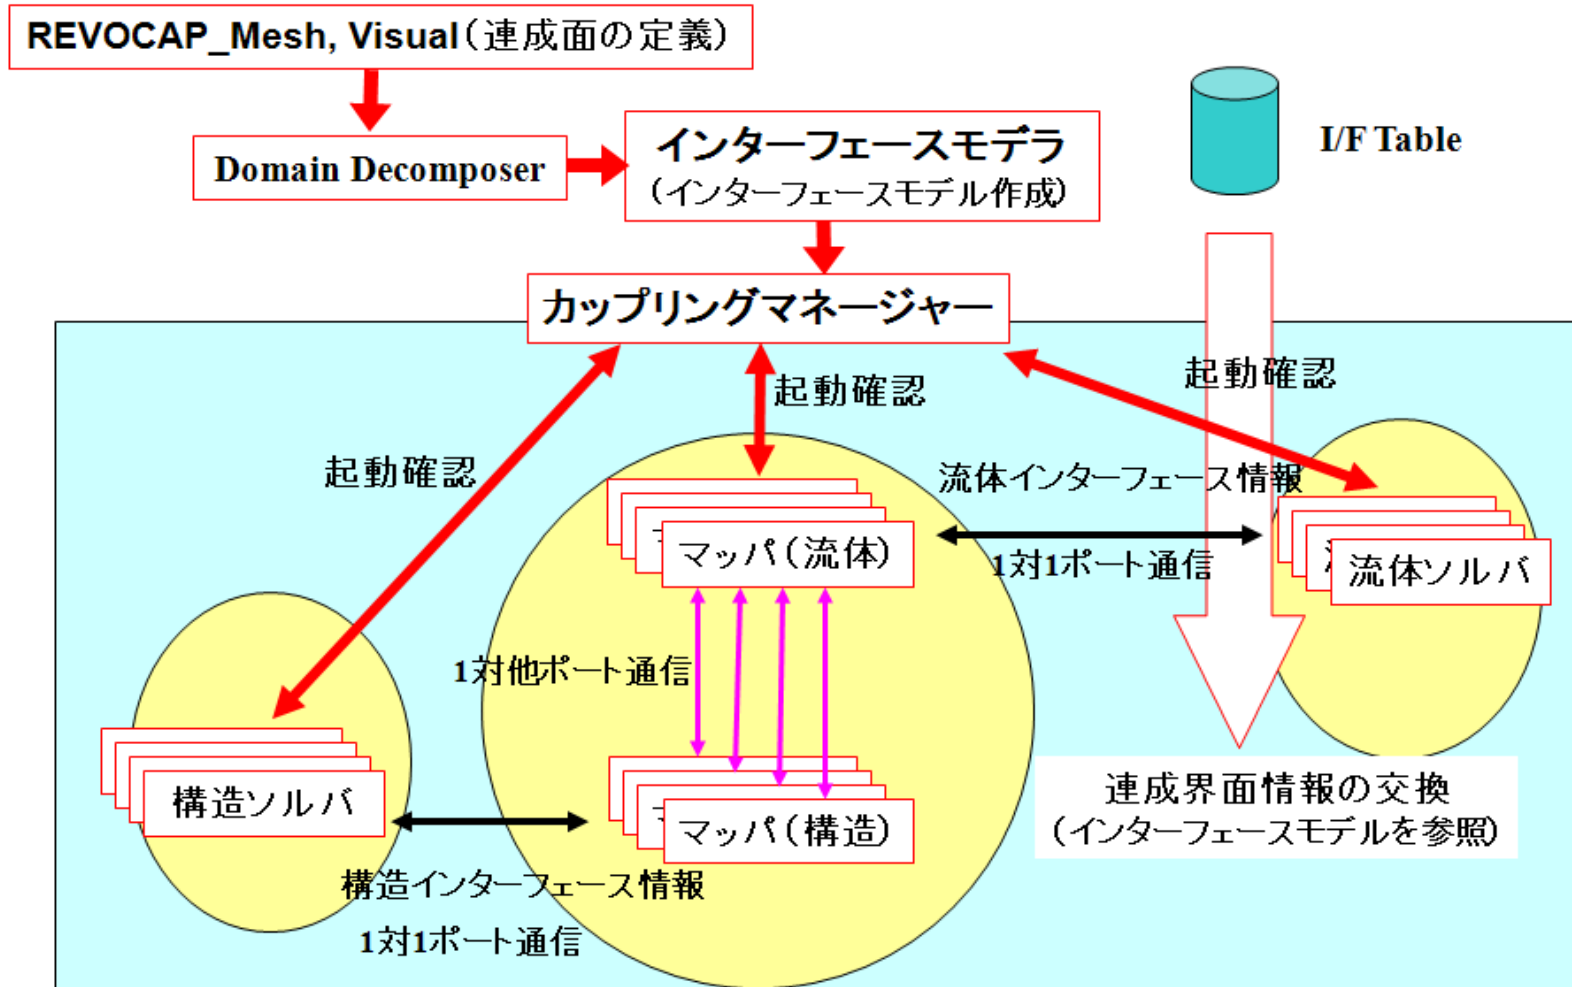 REVOCAP_Mesh, Visual(連成面の定義)
Domain Decomposer
インターフェースモデラ
(インターフェースモデル作成)
I/F Table
カップリングマネージャー
起動確認
起動確認
起動確認
流体インターフェース情報
マッパ(流体)
1対1ポート通信
流体ソルバ
1対他ポート通信
構造ソルバ
マッパ(構造)
連成界面情報の交換
(インターフェースモデルを参照)
構造インターフェース情報
1対1ポート通信